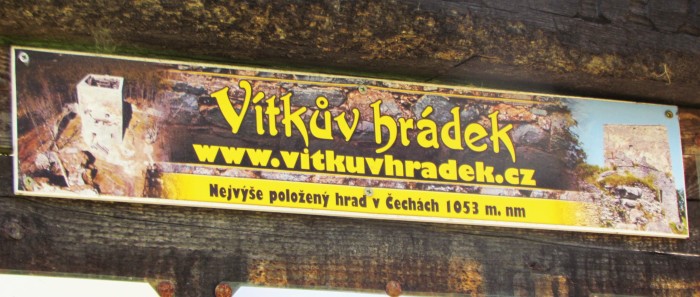 Vítkův hrádek
www.vitkuvhradek.cz
Nejvýše položený hrad v Čechách 1053 m. nm